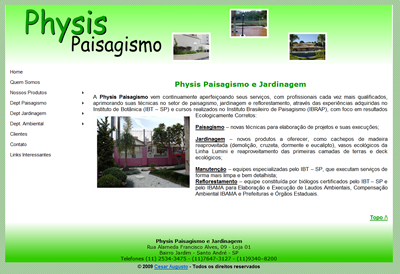 Physis
Paisagismo
Home
Quem Somos
Nossos Produtos
Dept Paisagismo
Dept Jardinagem
Dept. Ambiental
Clientes
Contato
Links Interessantes
Physis Paisagismo e Jardinagem
A Physis Paisagismo vem continuamente aperfeiçoando seus serviços, com profissionais cada vez mais qualificados,
aprimorando suas técnicas no setor de paisagismo, jardinagem e reflorestamento, através das experiências adquiridas no
Instituto de Botânica (IBT – SP) e cursos realizados no Instituto Brasileiro de Paisagismo (IBRAP), com foco em resultados
Ecologicamente Corretos.
Paisagismo – novas técnicas para elaboração de projetos e suas execuções;
Jardinagem – novos produtos a oferecer, como cachepos de madeira
reaproveitada (demolição, cruzeta, dormente e eucalipto), vasos ecológicos da
Linha Lumini e reaproveitamento das primeiras camadas de terras e deck
ecológicos;
Manutenção – equipes especializadas pelo IBT – SP, que executam serviços de
forma mais limpa e bem detalhista;
Reflorestamento – equipe constituída por biólogos certificados pelo IBT – SP e
pelo IBAMA para Elaboração e Execução de Laudos Ambientais, Compensação
Ambiental IBAMA e Prefeituras e Órgãos Estaduais.
Topo /\
Physis Paisagismo e Jardinagem
Rua Alameda Francisco Alves, 09 - Loja 01
Bairro Jardim - Santo André - SP
Telefones (11) 2534-3475 - (11)7647-3127 - (11)9340-8200
© 2009 Cesar Augusto - Todos os direitos reservados